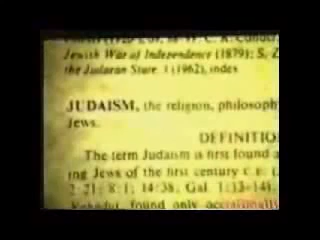 Jewish War of Independence (1879); S. Z
the Judaean State, 1 (1962), index.
JUDAISM, the religion, philosoph
Jews.
DEFINITIO
The term Judaism is first found a
ing Jews of the first century C.E. (
2:21; 8:1; 14:38; Gal. 1:13–14).
found only occasionally